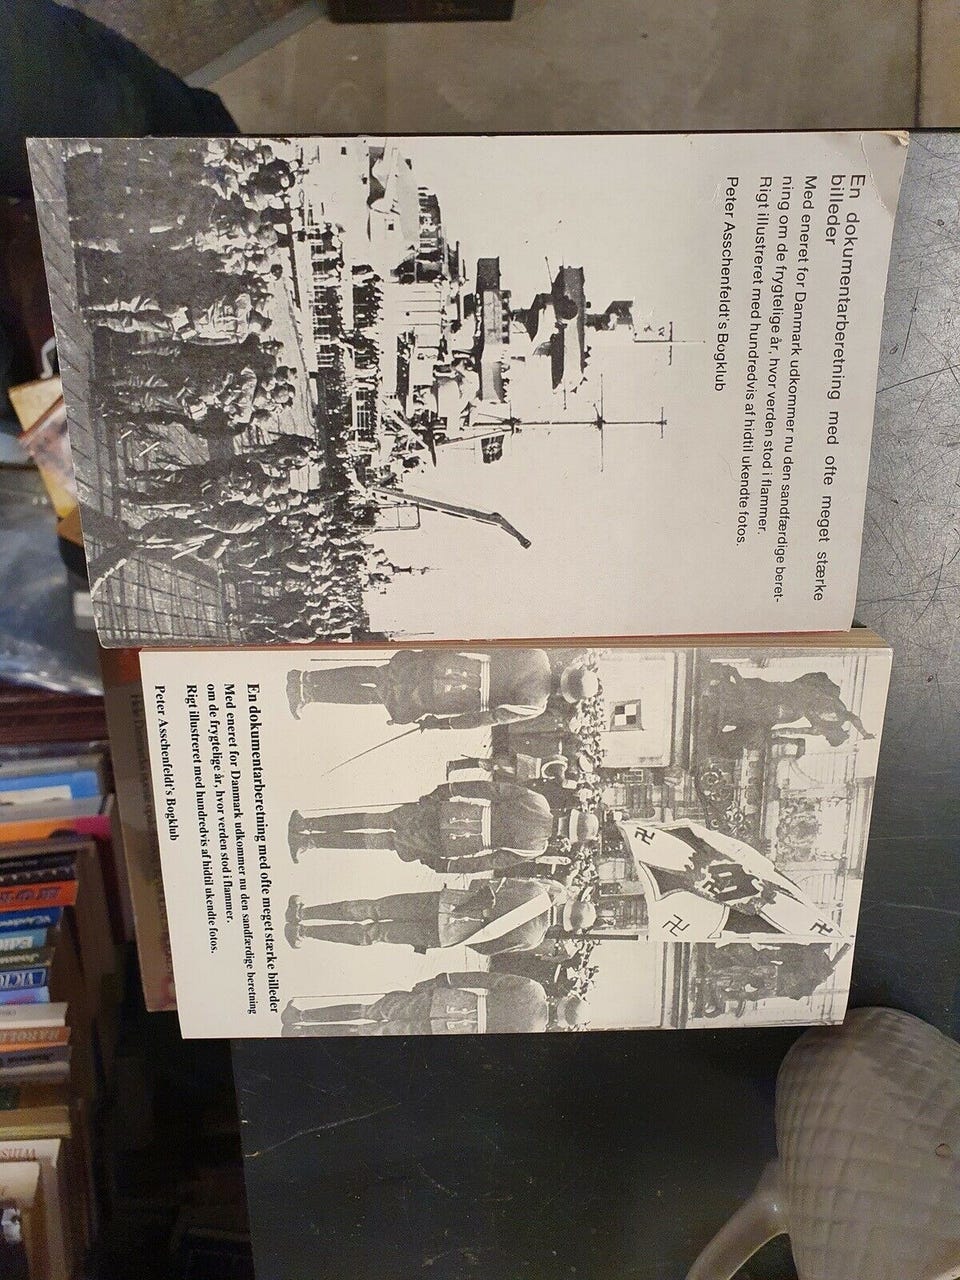 En dokumentarberetning med ofte meget stærke
billeder
Med eneret for Danmark udkommer nu den sandfærdige beret-
ning om de frygtelige år, hvor verden stod i flammer.
Rigt illustreret med hundredvis af hidtil ukendte fotos.
Peter Asschenfeldt's Bogklub
En dokumentarberetning med ofte meget stærke billeder
Med eneret for Danmark udkommer nu den sandfærdige beretning
om de frygtelige år, hvor verden stod i flammer.
Rigt illustreret med hundredvis af hidtil ukendte fotos.
Peter Asschenfeldt's Bogklub